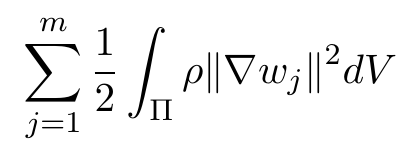 $\sum_{j=1}^{m} \frac{1}{2} \int_{\Pi} \rho \|\nabla w_j\|^2 dV$